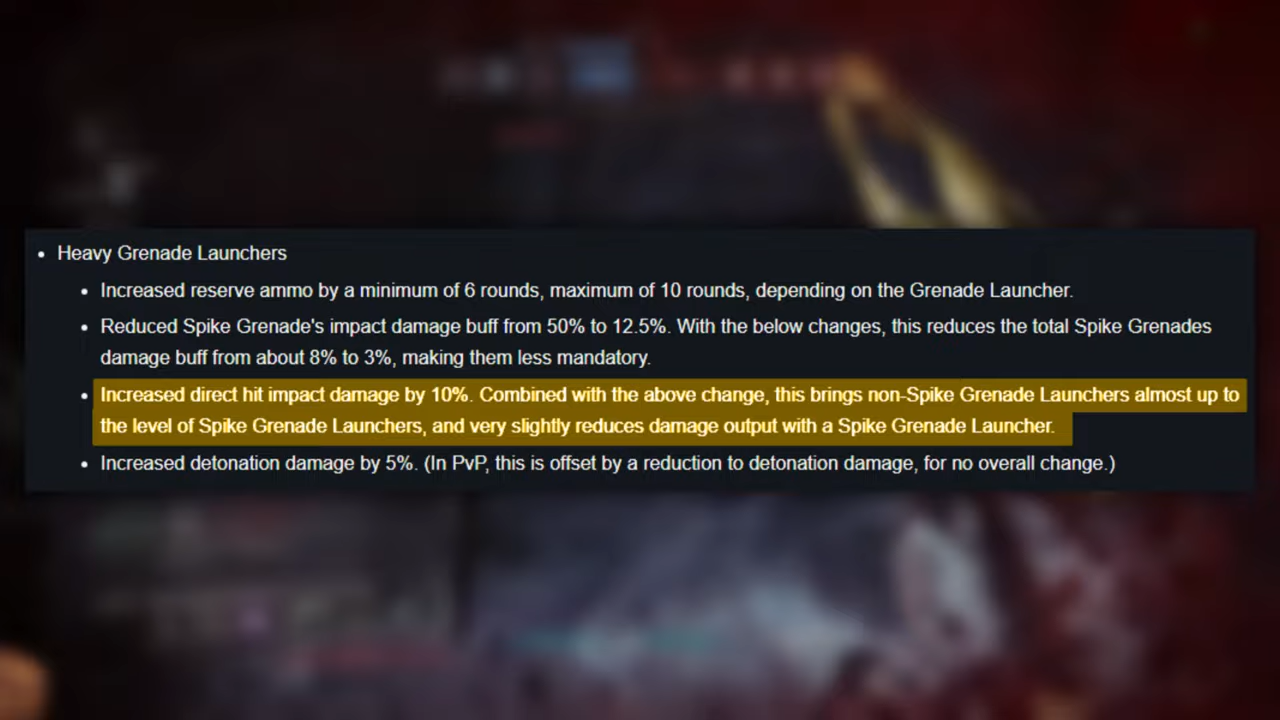 Heavy Grenade Launchers
Increased reserve ammo by a minimum of 6 rounds, maximum of 10 rounds, depending on the Grenade Launcher.
Reduced Spike Grenade's impact damage buff from 50% to 12.5%. With the below changes, this reduces the total Spike Grenades
damage buff from about 8% to 3%, making them less mandatory.
Increased direct hit impact damage by 10%. Combined with the above change, this brings non-Spike Grenade Launchers almost up to
the level of Spike Grenade Launchers, and very slightly reduces damage output with a Spike Grenade Launcher.
Increased detonation damage by 5%. (In PvP, this is offset by a reduction to detonation damage, for no overall change.)